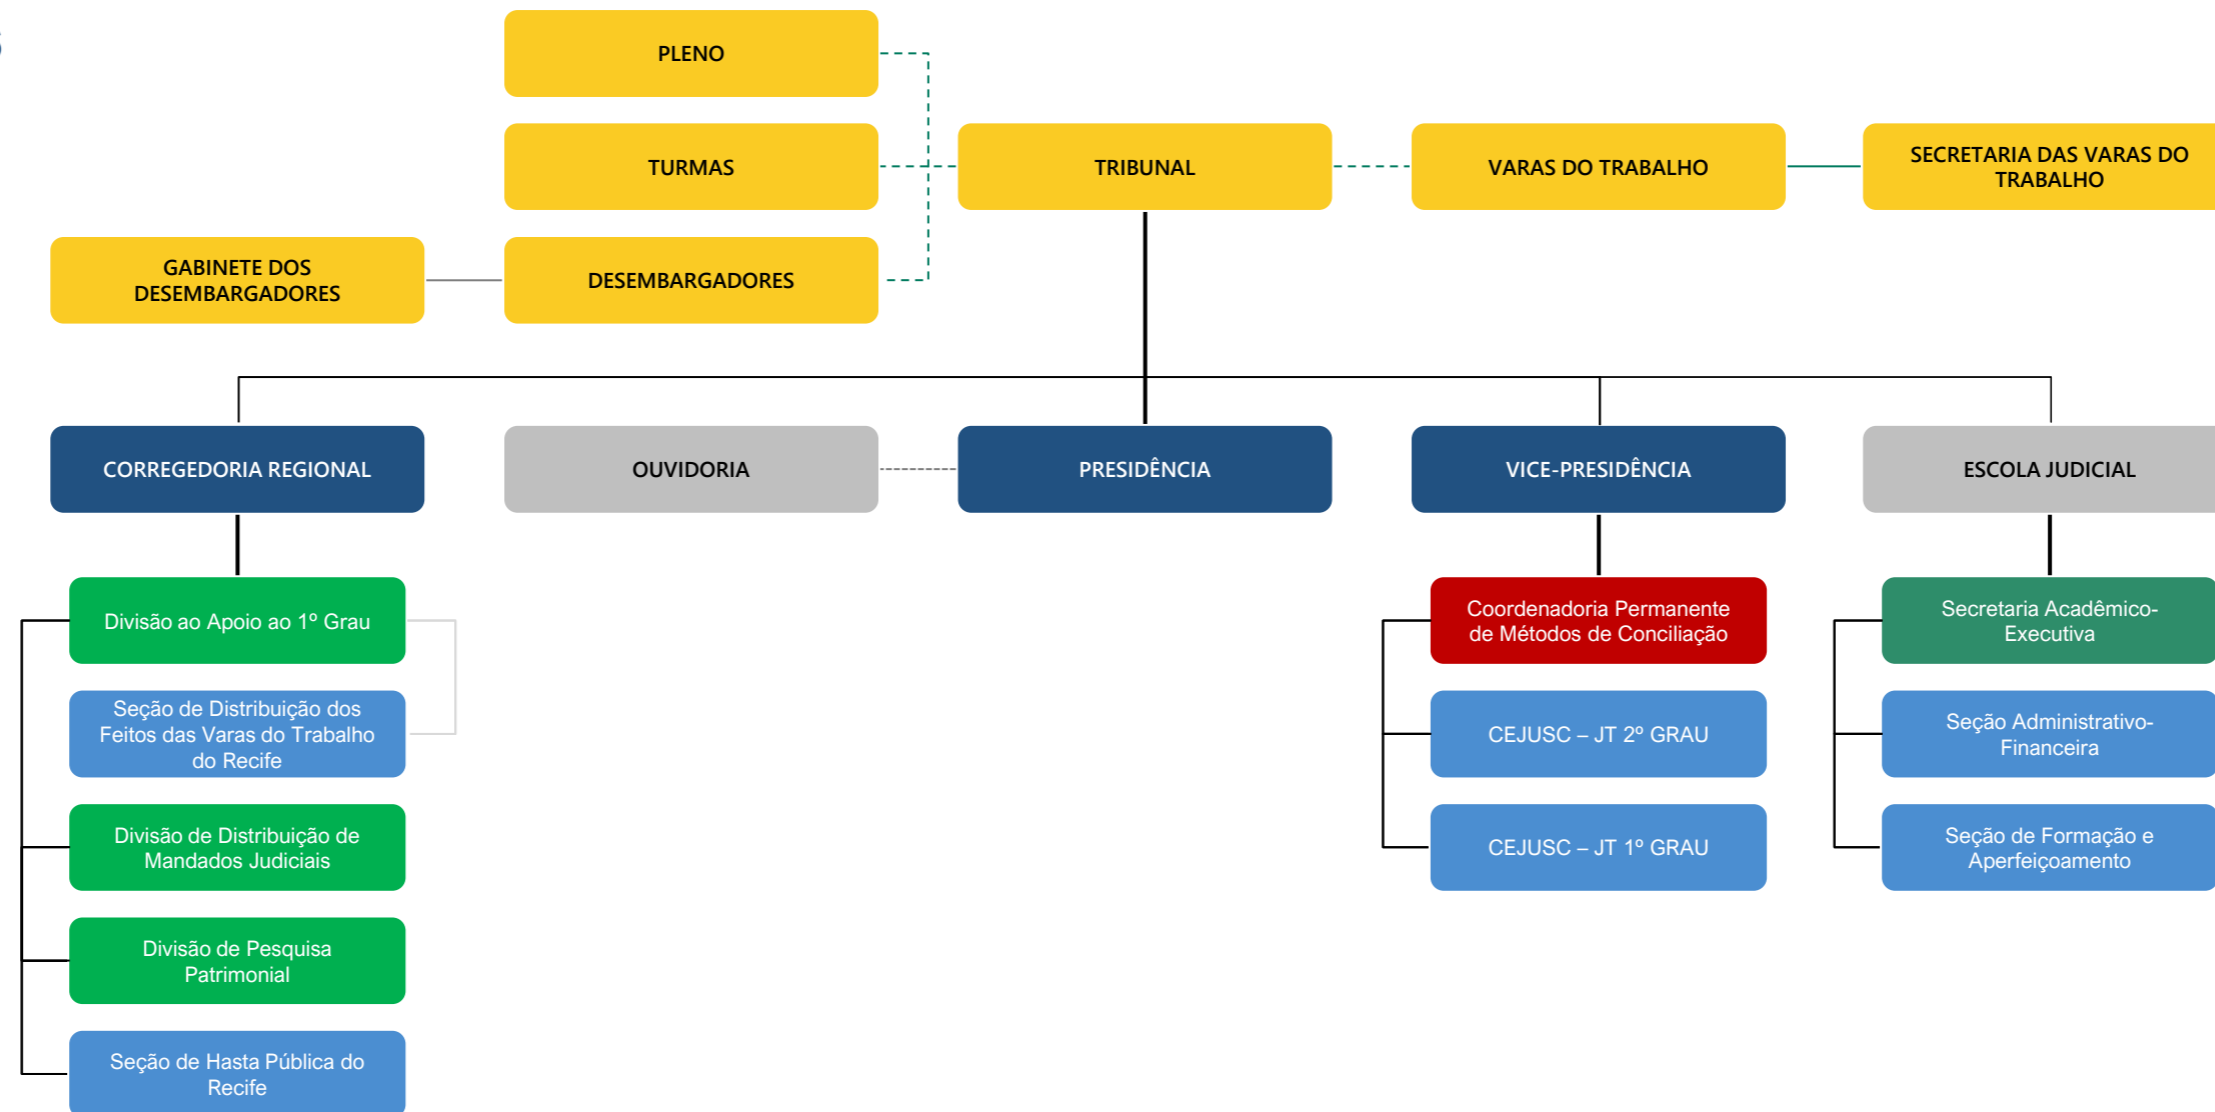 PLENO
TURMAS
TRIBUNAL
VARAS DO TRABALHO
SECRETARIA DAS VARAS DO
TRABALHO
GABINETE DOS
DESEMBARGADORES
DESEMBARGADORES
CORREGEDORIA REGIONAL
OUVIDORIA
PRESIDÊNCIA
VICE-PRESIDÊNCIA
ESCOLA JUDICIAL
Divisão ao Apoio ao 1º Grau
Seção de Distribuição dos
Feitos das Varas do Trabalho
do Recife
Divisão de Distribuição de
Mandados Judiciais
Divisão de Pesquisa
Patrimonial
Seção de Hasta Pública do
Recife
Coordenadoria Permanente
de Métodos de Conciliação
CEJUSC – JT 2º GRAU
CEJUSC – JT 1º GRAU
Secretaria Acadêmico-
Executiva
Seção Administrativo-
Financeira
Seção de Formação e
Aperfeiçoamento